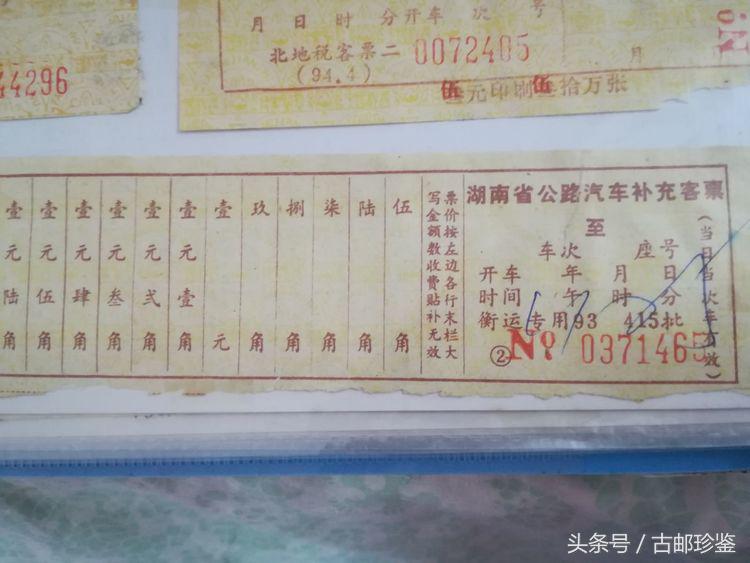 月 日 时 分开车 次 号
北地税客票二 0072405
(94.4)
伍元印制伍拾万张
44296
月
No
湖南省公路汽车补充客票
至
车次 座号
开车 年 月 日
时间 午 时 分
衡运专用93 415批
② No 0371465
(当日当次车有效)
票价按左边各行末栏大
写金额数收费贴补无效
伍角
陆角
柒角
捌角
玖角
壹元
壹元壹角
壹元弍角
壹元叁角
壹元肆角
壹元伍角
壹元陆角
头条号/古邮珍鉴